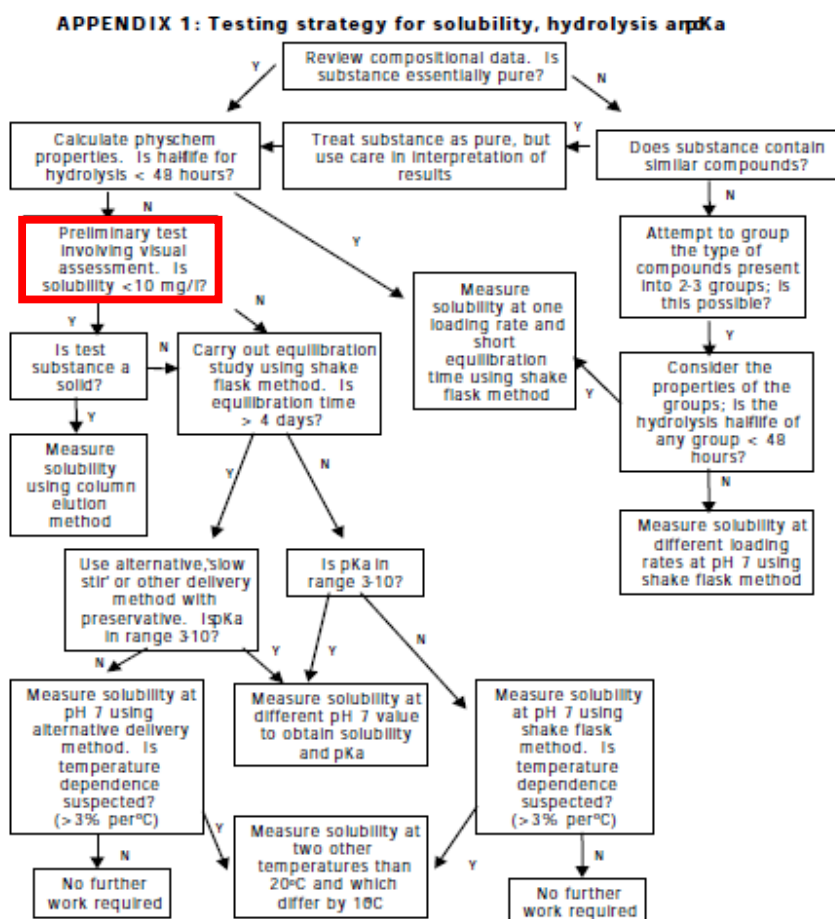 APPENDIX 1: Testing strategy for solubility, hydrolysis and pKa
Review compositional data. Is
substance essentially pure?
Y
N
Calculate physchem
properties. Is halflife for
hydrolysis < 48 hours?
Treat substance as pure, but
use care in interpretation of
results
Y
Does substance contain
similar compounds?
N
Y
N
Preliminary test
involving visual
assessment. Is
solubility <10 mg/l?
Attempt to group
the type of
compounds present
into 2-3 groups; is
this possible?
Y
N
Y
Measure
solubility at one
loading rate and
short
equilibration
time using shake
flask method
Is test
substance a
solid?
N
Carry out equilibration
study using shake
flask method. Is
equilibration time
> 4 days?
Consider the
properties of the
groups; is the
hydrolysis halflife of
any group < 48
hours?
Y
Y
Measure
solubility
using column
elution
method
Y
N
N
Measure solubility at
different loading
rates at pH 7 using
shake flask method
Use alternative,'slow
stir' or other delivery
method with
preservative. Is pKa
in range 3-10?
Is pKa in
range 3-10?
N
Y
Y
N
Measure solubility at
pH 7 using
alternative delivery
method. Is
temperature
dependence
suspected?
(>3% per ºC)
Measure solubility at
different pH 7 value
to obtain solubility
and pKa
Measure solubility
at pH 7 using
shake flask
method. Is
temperature
dependence
suspected?
(>3% per ºC)
Y
N
Measure solubility at
two other
temperatures than
20ºC and which
differ by 10ºC
Y
N
No further
work required
No further
work required